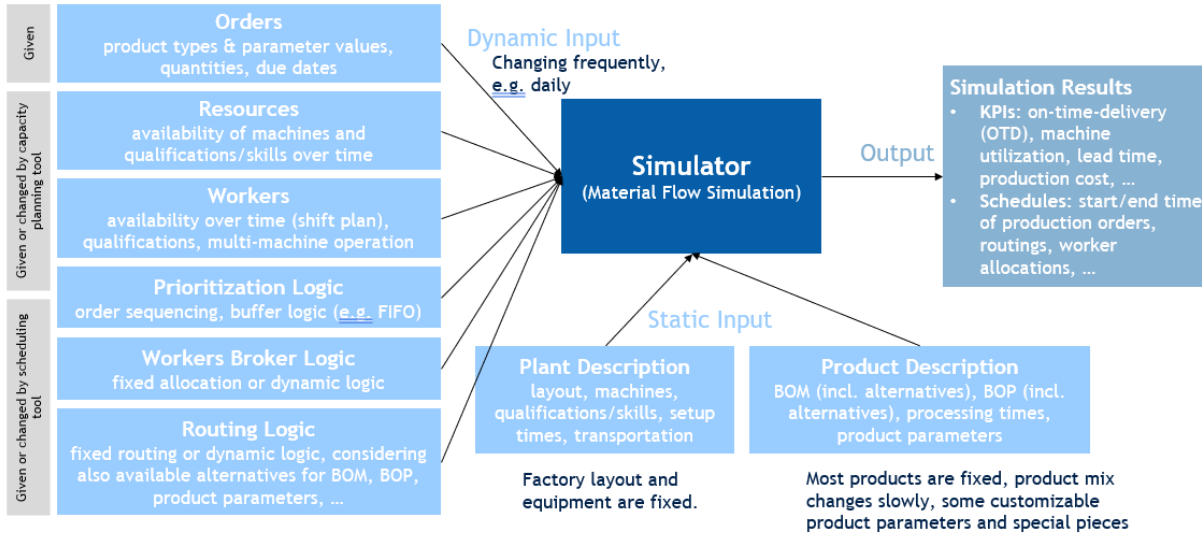 Given
Orders
product types & parameter values,
quantities, due dates
Given or changed by capacity
planning tool
Resources
availability of machines and
qualifications/skills over time
Workers
availability over time (shift plan),
qualifications, multi-machine operation
Given or changed by scheduling
tool
Prioritization Logic
order sequencing, buffer logic (e.g. FIFO)
Workers Broker Logic
fixed allocation or dynamic logic
Routing Logic
fixed routing or dynamic logic, considering
also available alternatives for BOM, BOP,
product parameters, …
Dynamic Input
Changing frequently,
e.g. daily
Simulator
(Material Flow Simulation)
Output
Simulation Results
• KPIs: on-time-delivery
(OTD), machine
utilization, lead time,
production cost, …
• Schedules: start/end time
of production orders,
routings, worker
allocations, …
Static Input
Plant Description
layout, machines,
qualifications/skills, setup
times, transportation
Factory layout and
equipment are fixed.
Product Description
BOM (incl. alternatives), BOP (incl.
alternatives), processing times,
product parameters
Most products are fixed, product mix
changes slowly, some customizable
product parameters and special pieces